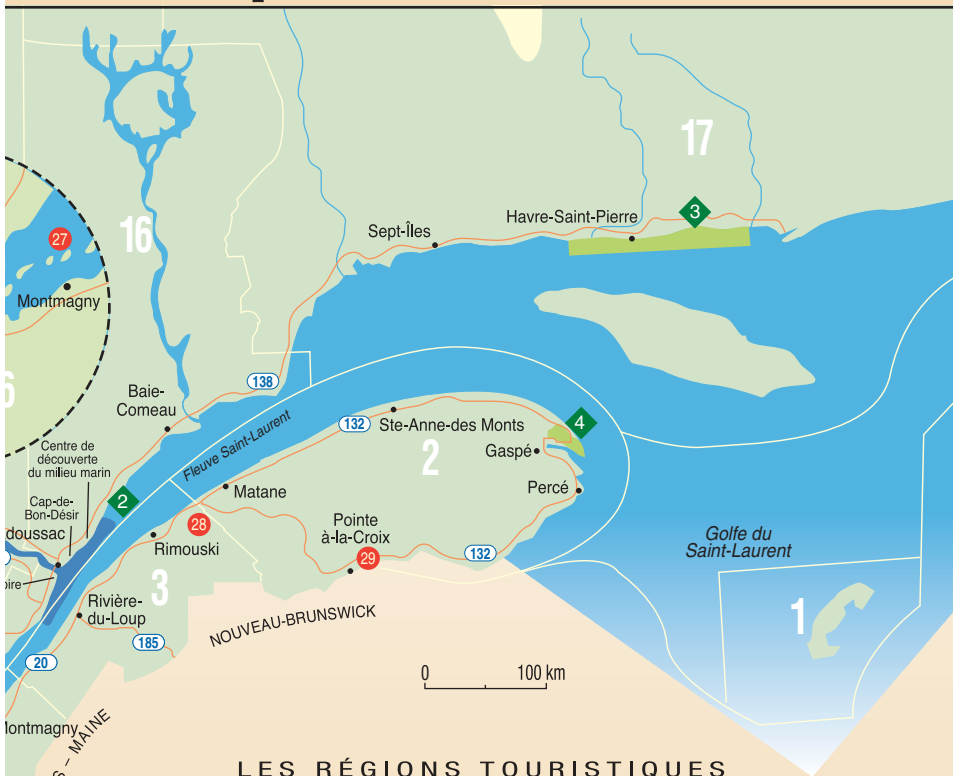 17
3
Havre-Saint-Pierre
Sept-Îles
16
27
Montmagny
Baie-
Comeau
138
132
Ste-Anne-des Monts
4
Gaspé
2
Percé
Fleuve Saint-Laurent
Centre de
découverte
du milieu marin
Cap-de-
Bon-Désir
2
Matane
28
Rimouski
Pointe
à-la-Croix
29
132
3
Rivière-
du-Loup
185
20
NOUVEAU-BRUNSWICK
Golfe du
Saint-Laurent
1
0 100 km
MAINE
LES RÉGIONS TOURISTIQUES